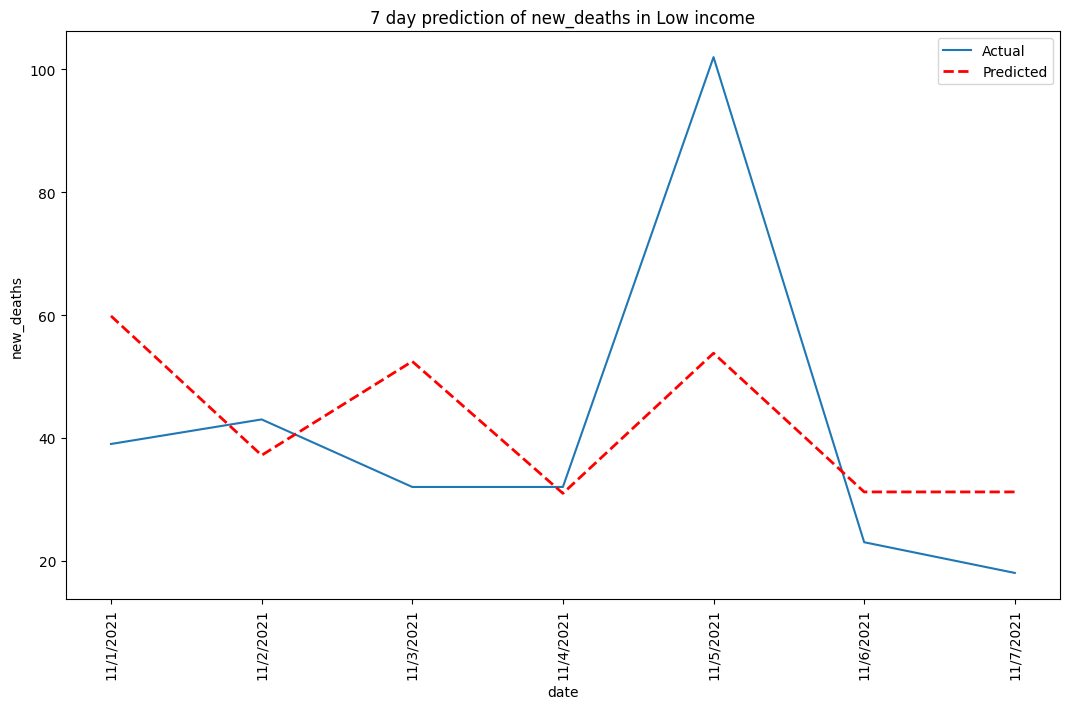 7 day prediction of new_deaths in Low income
Actual
Predicted
new_deaths
100
80
60
40
20
11/1/2021
11/2/2021
11/3/2021
11/4/2021
11/5/2021
11/6/2021
11/7/2021
date